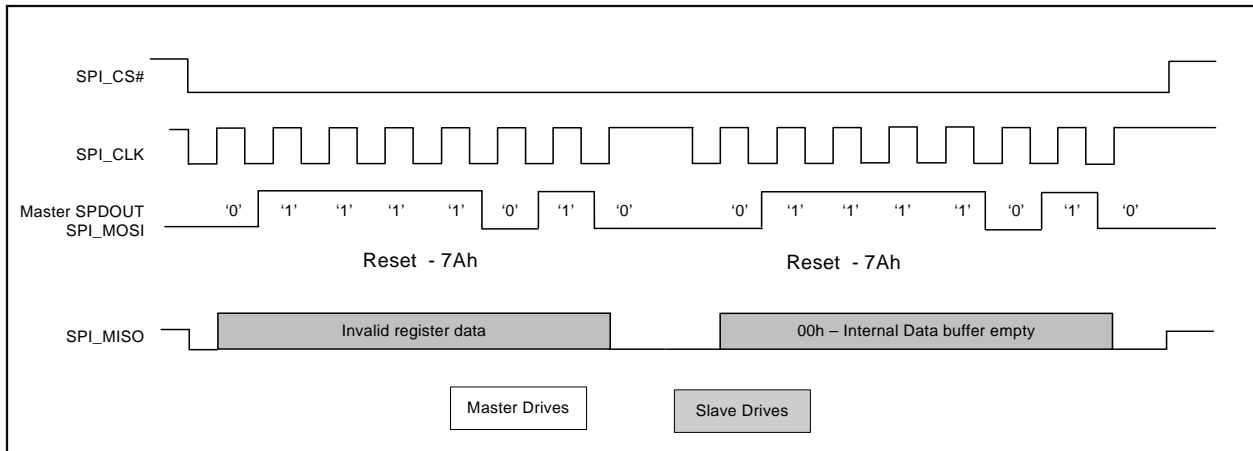 SPI_CS#
SPI_CLK
Master SPDOUT
SPI_MOSI
‘0’ ‘1’ ‘1’ ‘1’ ‘1’ ‘0’ ‘1’ ‘0’ ‘0’ ‘1’ ‘1’ ‘1’ ‘1’ ‘0’ ‘1’ ‘0’
Reset - 7Ah Reset - 7Ah
SPI_MISO
Invalid register data 00h – Internal Data buffer empty
Master Drives Slave Drives